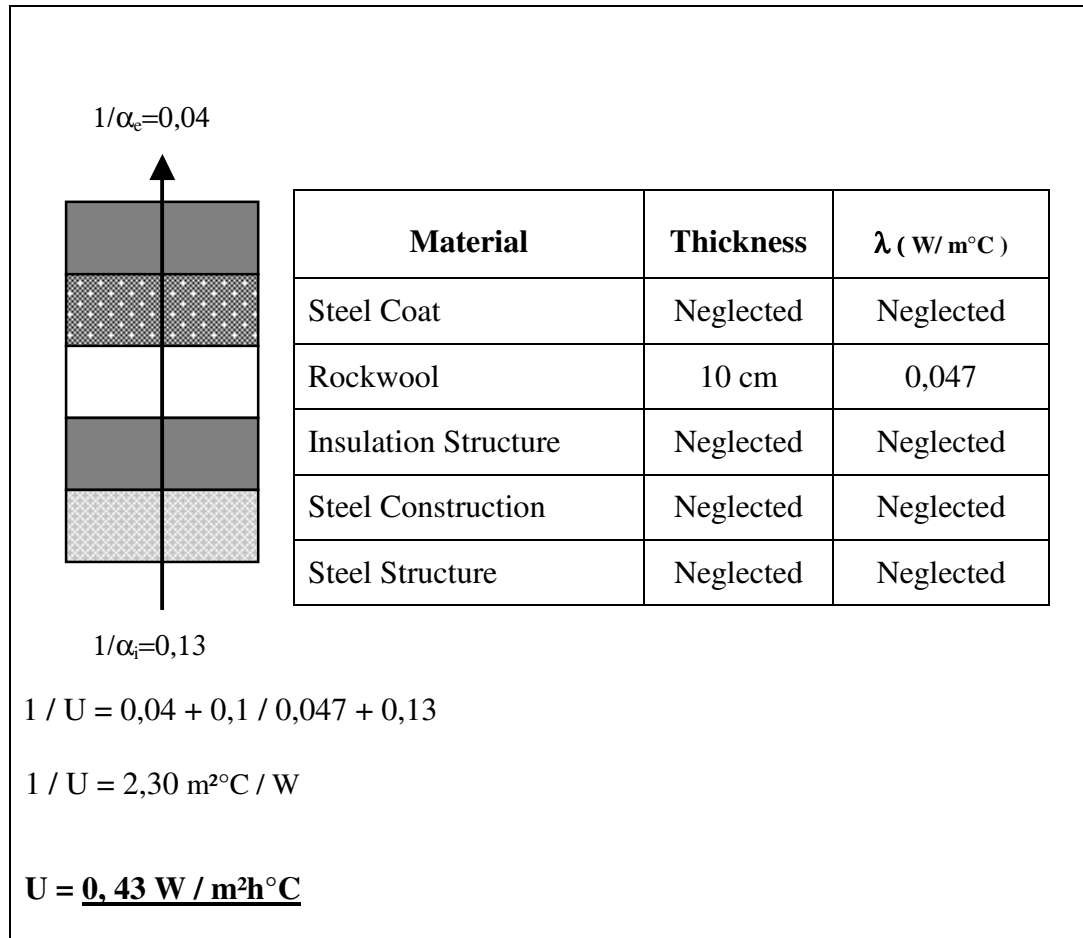 1/αₑ=0,04
Material Thickness λ ( W/ m°C )
Steel Coat Neglected Neglected
Rockwool 10 cm 0,047
Insulation Structure Neglected Neglected
Steel Construction Neglected Neglected
Steel Structure Neglected Neglected
1/αᵢ=0,13
1 / U = 0,04 + 0,1 / 0,047 + 0,13
1 / U = 2,30 m²°C / W
U = 0, 43 W / m²h°C